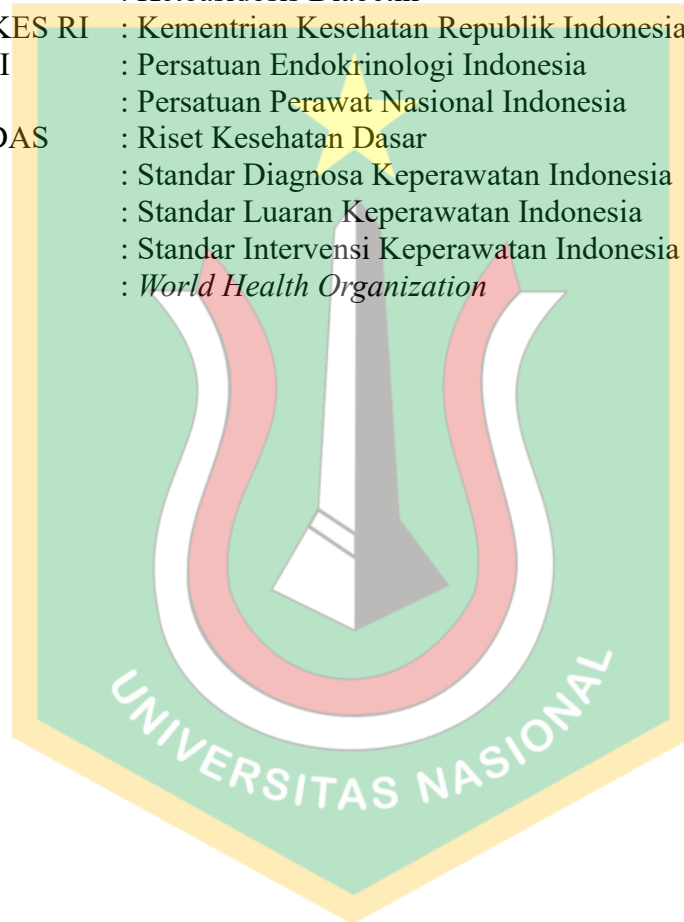 KES RI : Kementrian Kesehatan Republik Indonesia
I : Persatuan Endokrinologi Indonesia
: Persatuan Perawat Nasional Indonesia
DAS : Riset Kesehatan Dasar
: Standar Diagnosa Keperawatan Indonesia
: Standar Luaran Keperawatan Indonesia
: Standar Intervensi Keperawatan Indonesia
: World Health Organization
UNIVERSITAS NASIONAL